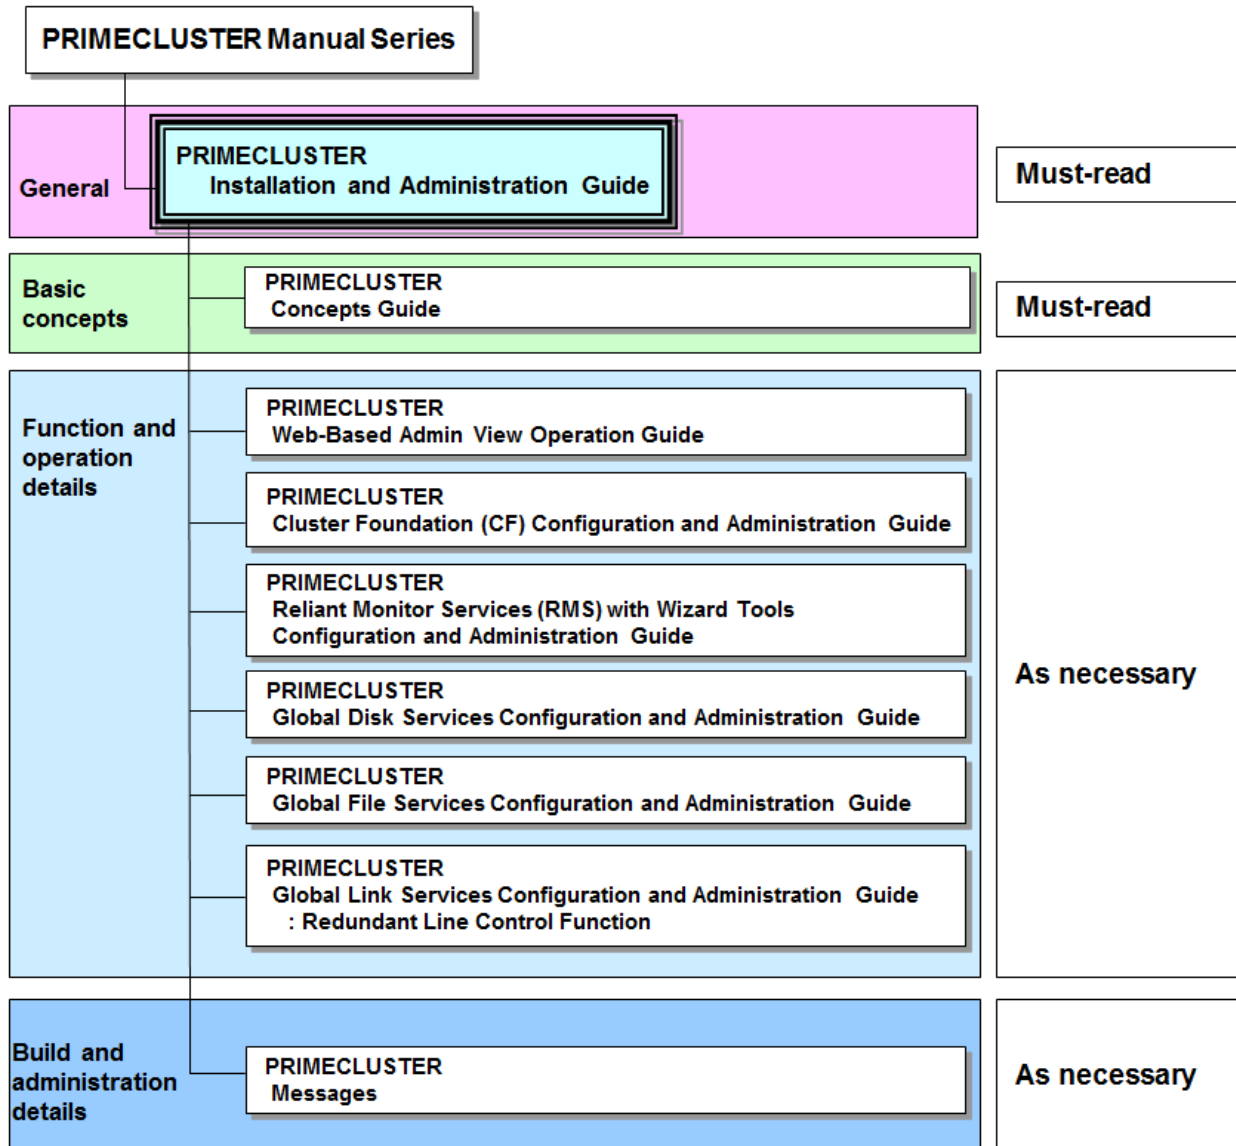 PRIMECLUSTER Manual Series
General
PRIMECLUSTER
Installation and Administration Guide
Must-read
Basic
concepts
PRIMECLUSTER
Concepts Guide
Must-read
Function and
operation
details
PRIMECLUSTER
Web-Based Admin View Operation Guide
PRIMECLUSTER
Cluster Foundation (CF) Configuration and Administration Guide
PRIMECLUSTER
Reliant Monitor Services (RMS) with Wizard Tools
Configuration and Administration Guide
PRIMECLUSTER
Global Disk Services Configuration and Administration Guide
PRIMECLUSTER
Global File Services Configuration and Administration Guide
PRIMECLUSTER
Global Link Services Configuration and Administration Guide
: Redundant Line Control Function
As necessary
Build and
administration
details
PRIMECLUSTER
Messages
As necessary